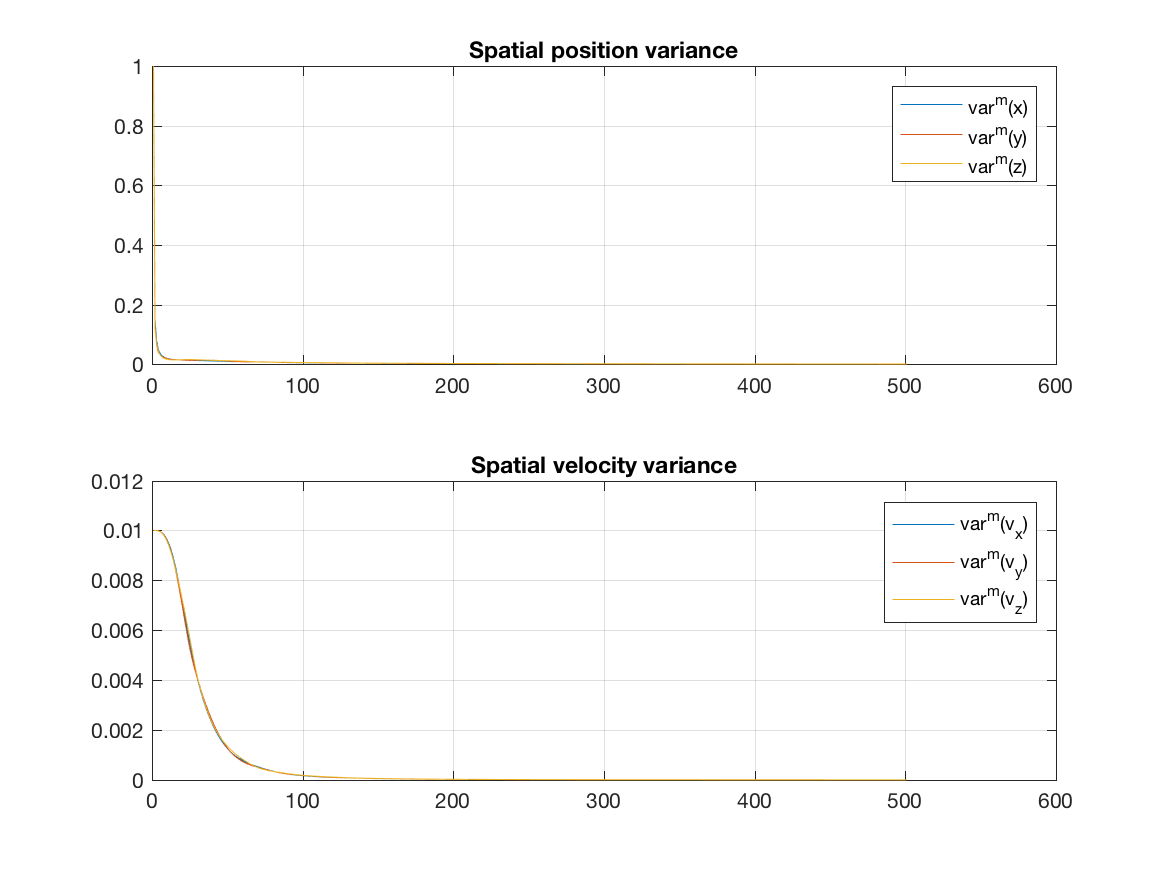 Spatial position variance
1
0.8
0.6
0.4
0.2
0
0 100 200 300 400 500 600
var^m(x)
var^m(y)
var^m(z)
Spatial velocity variance
0.012
0.01
0.008
0.006
0.004
0.002
0
0 100 200 300 400 500 600
var^m(v_x)
var^m(v_y)
var^m(v_z)